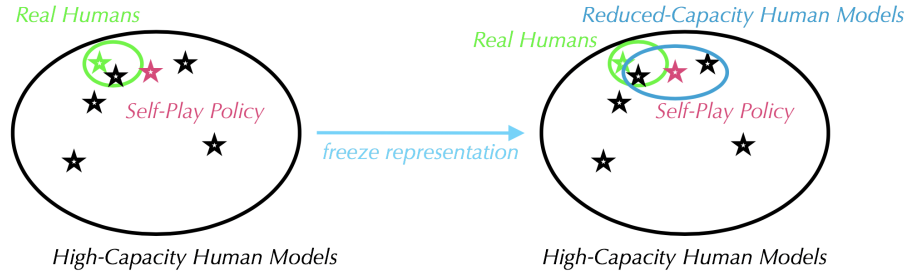 Real Humans
Self-Play Policy
High-Capacity Human Models
freeze representation
Reduced-Capacity Human Models
Real Humans
Self-Play Policy
High-Capacity Human Models